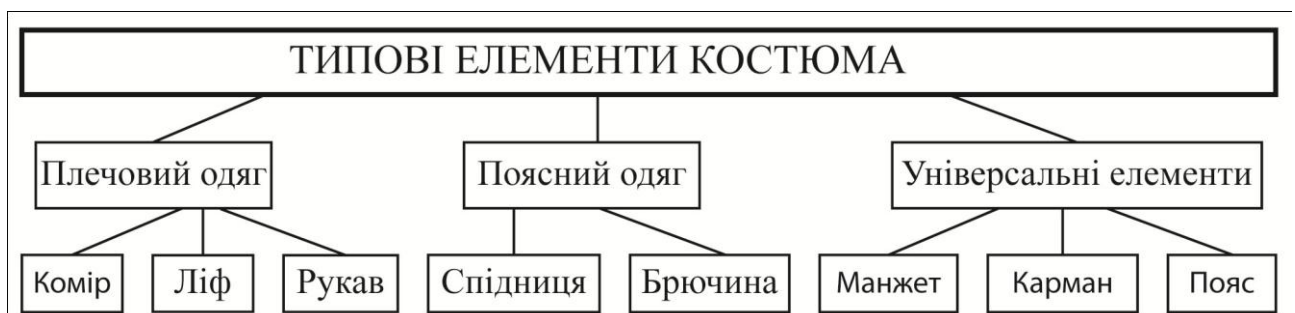 ТИПОВІ ЕЛЕМЕНТИ КОСТЮМА
Плечовий одяг
Поясний одяг
Універсальні елементи
Комір
Ліф
Рукав
Спідниця
Брючина
Манжет
Карман
Пояс